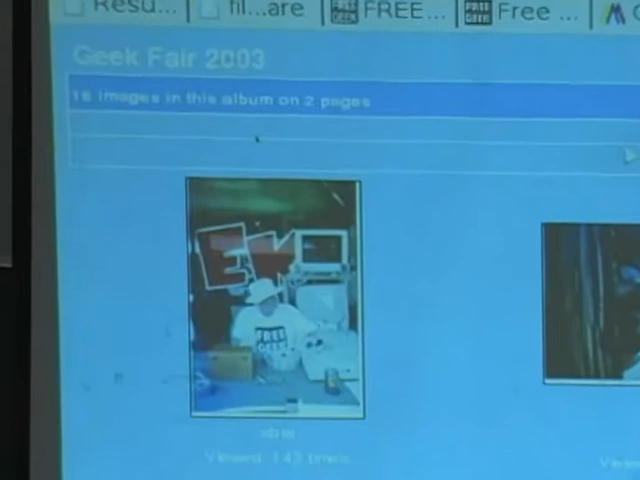 Resu... fil...are FREE... Free ...
Geek Fair 2003
16 images in this album on 2 pages
E
FREE
GEEK
Viewed: 143 times